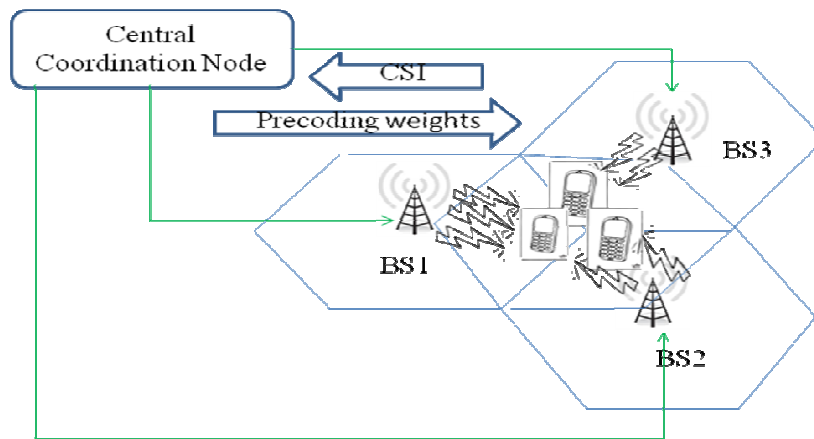 Central
Coordination Node
CSI
Precoding weights
BS3
BS1
BS2